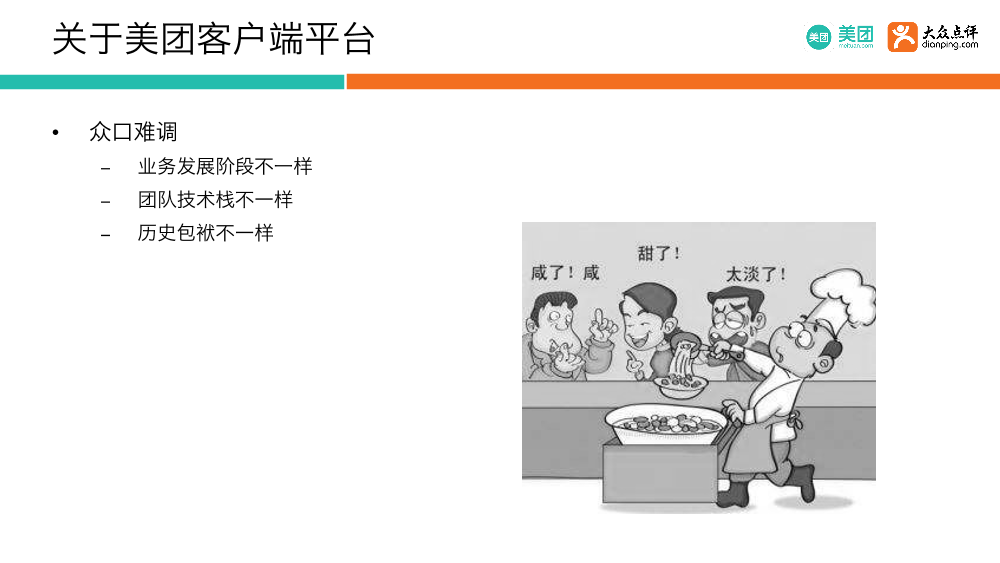 关于美团客户端平台
美团 美团 大众点评
meituan.com dianping.com
• 众口难调
– 业务发展阶段不一样
– 团队技术栈不一样
– 历史包袱不一样
甜了!
咸了!咸
太淡了!